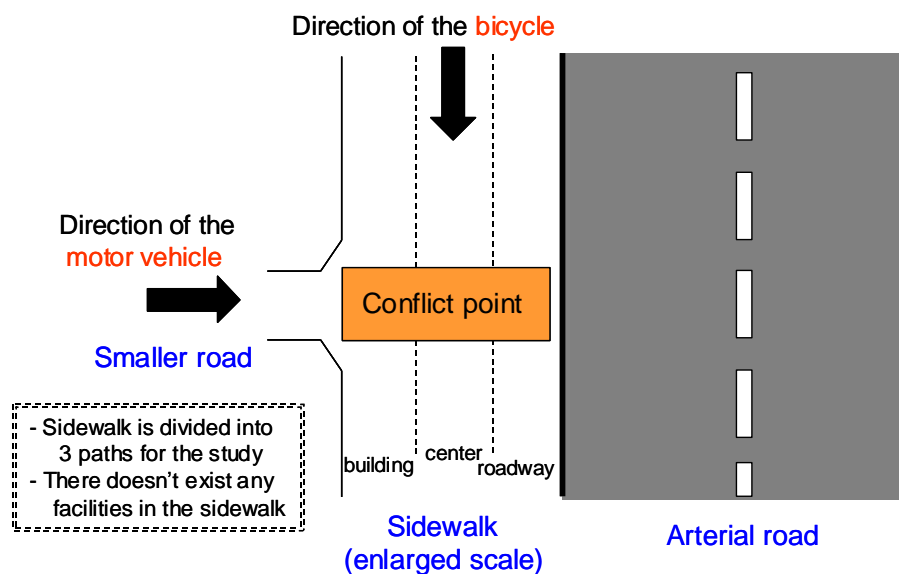 Direction of the bicycle
Direction of the
motor vehicle
Conflict point
Smaller road
- Sidewalk is divided into
3 paths for the study
- There doesn't exist any
facilities in the sidewalk
building
center
roadway
Sidewalk
(enlarged scale)
Arterial road